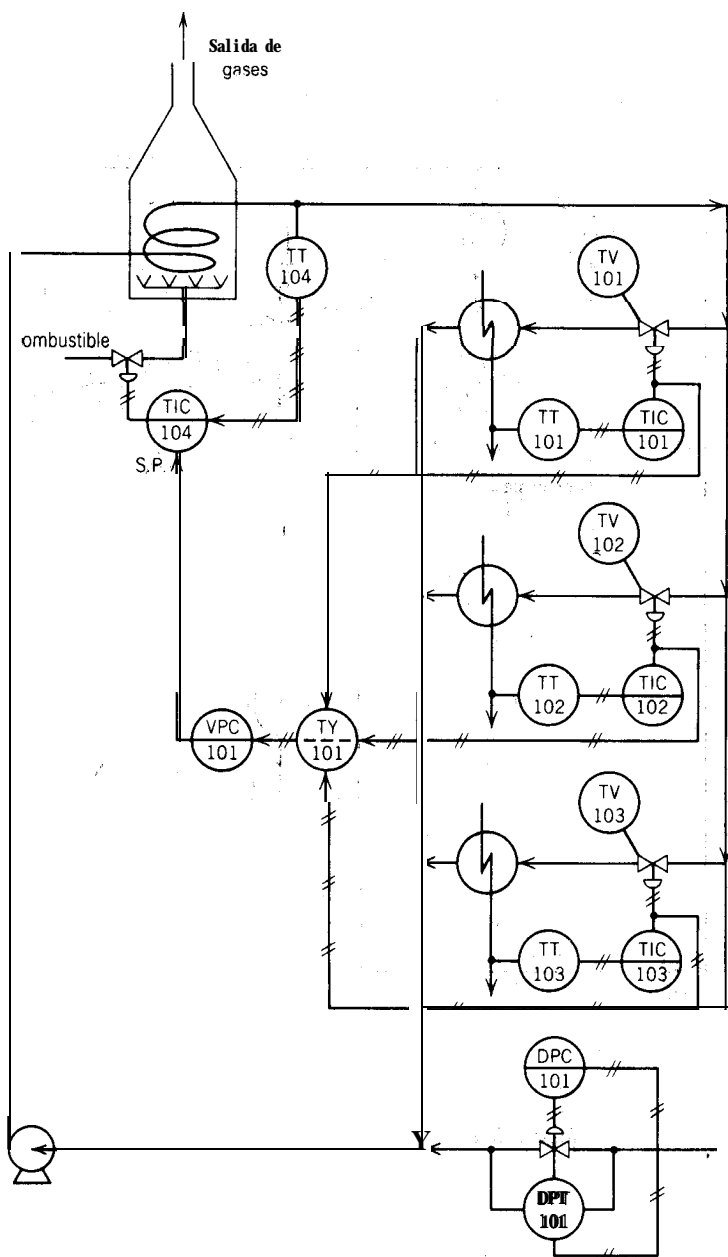 Salida de
gases
TT
104
TV
101
ombustible
TIC
104
S.P.
TT
101
TIC
101
TV
102
TT
102
TIC
102
VPC
101
TY
101
TV
103
TT
103
TIC
103
DPC
101
DPT
101